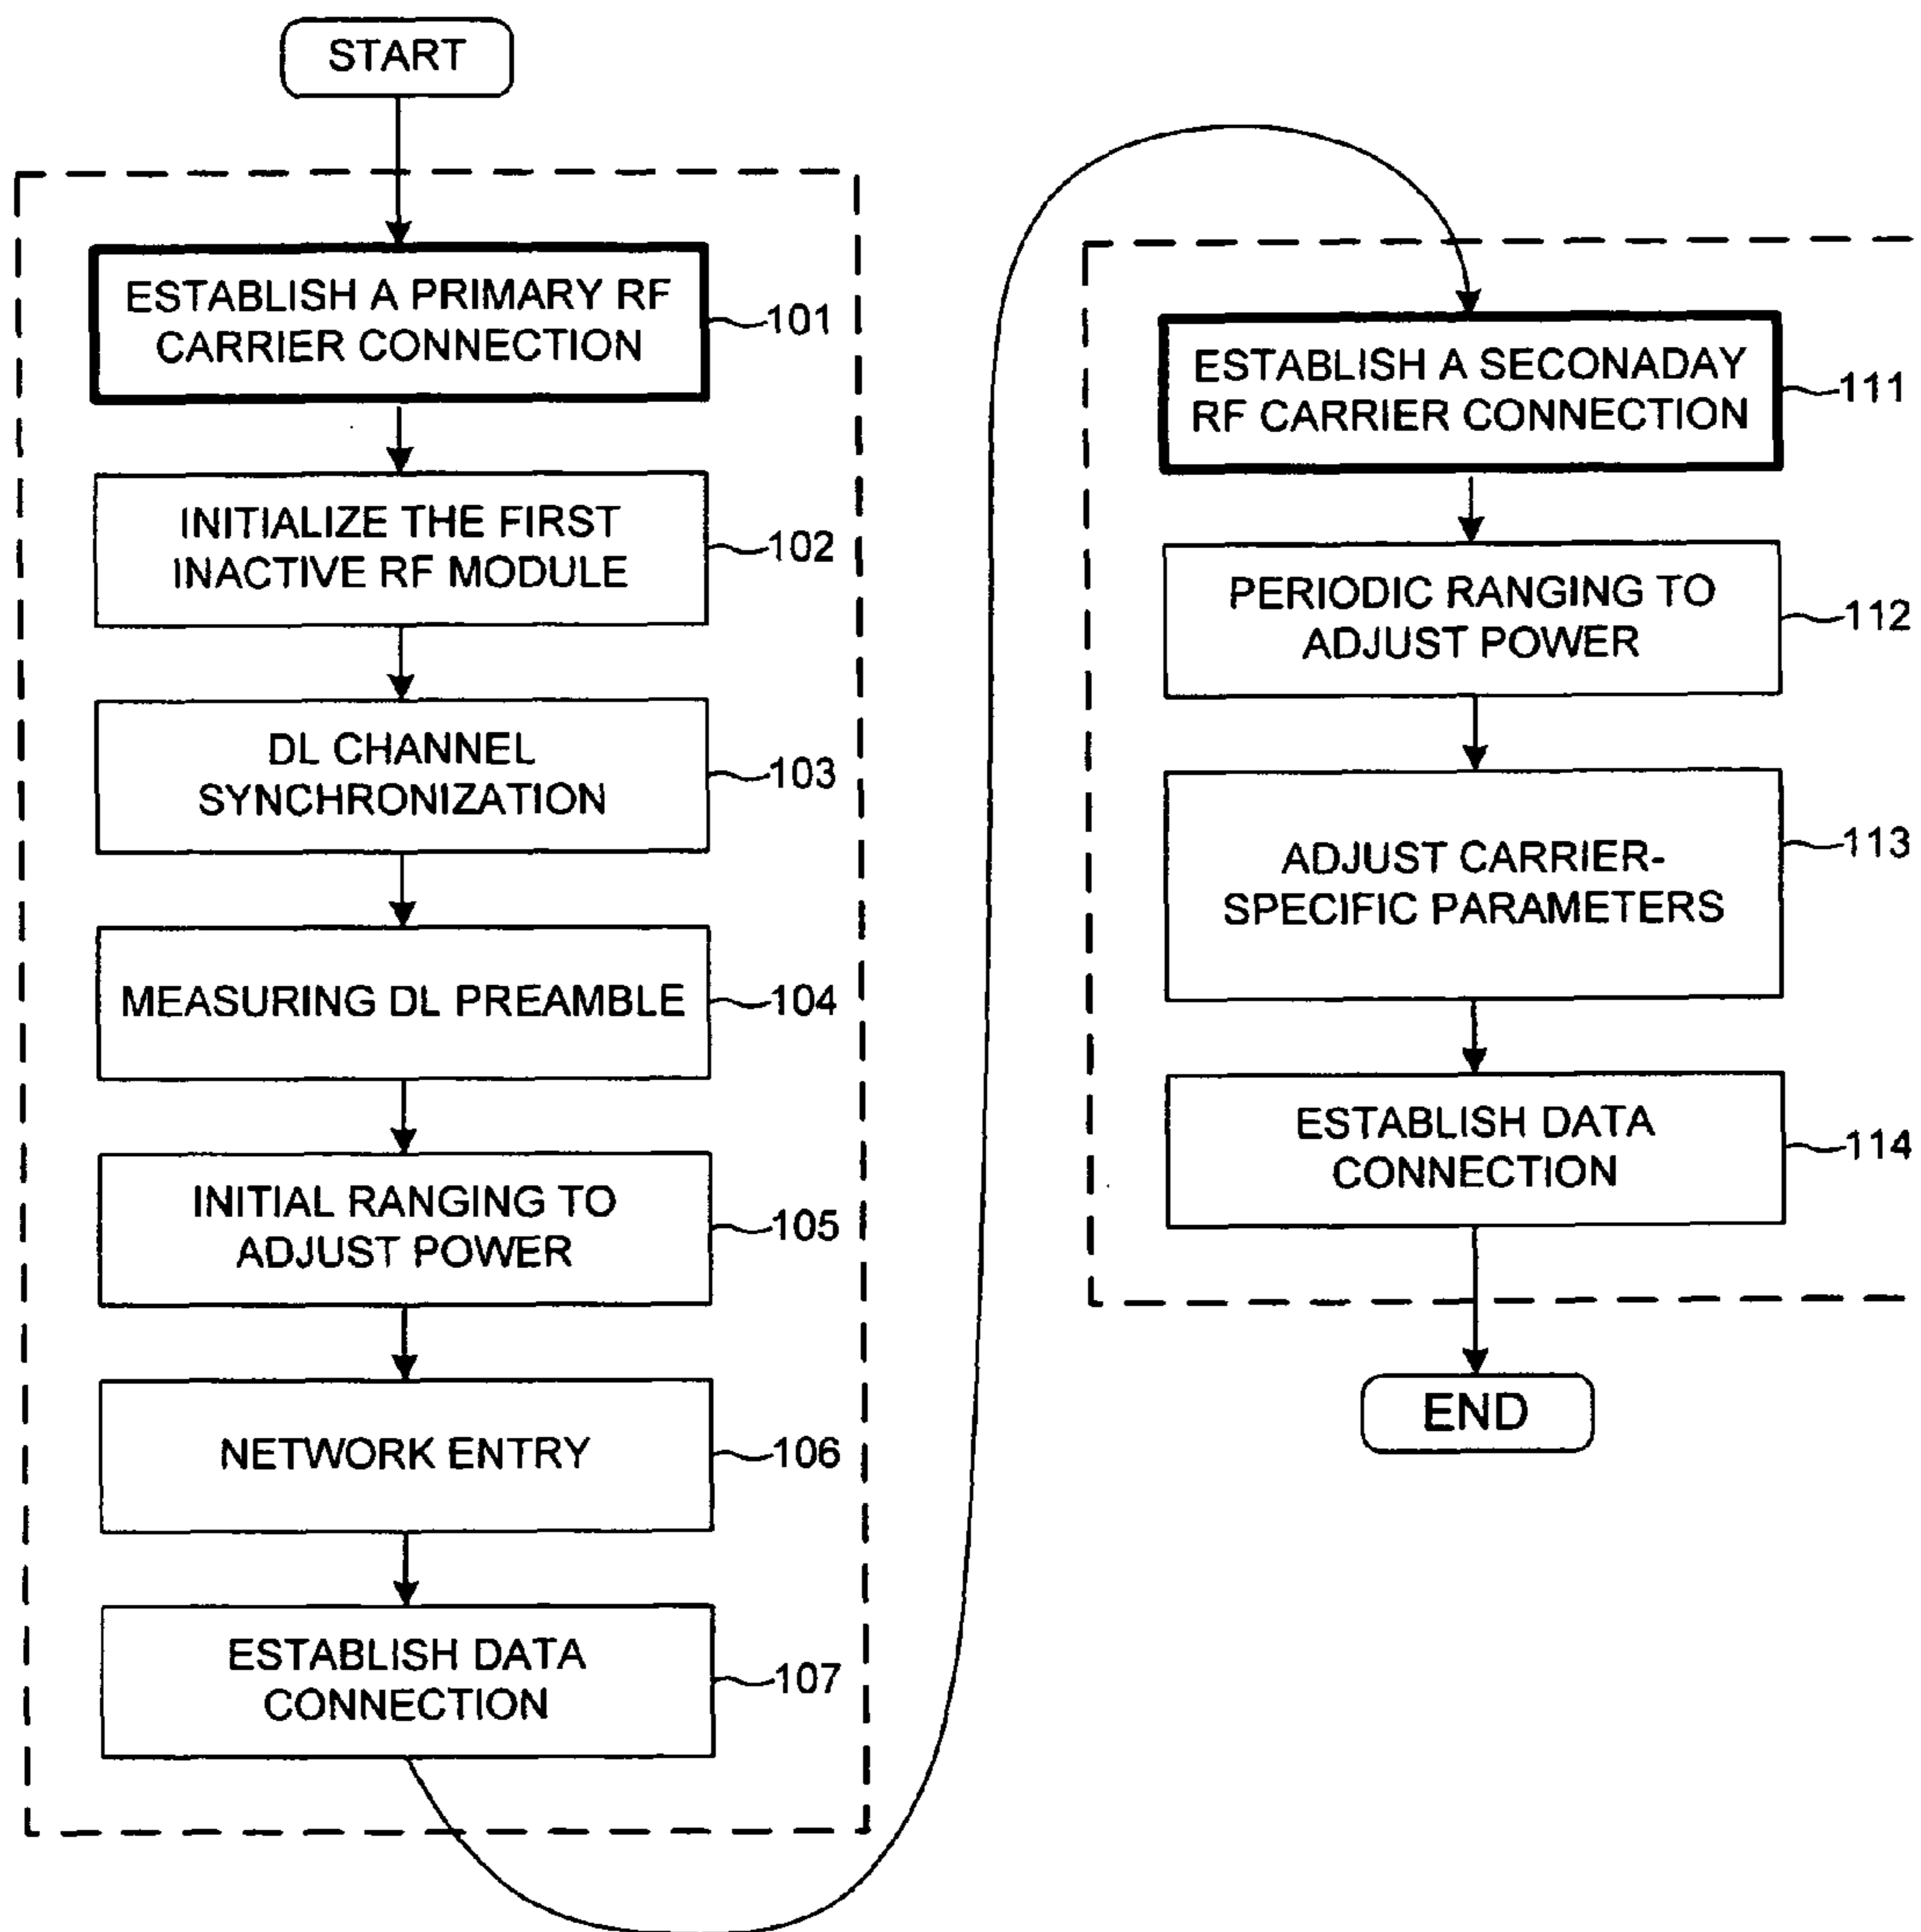 START
ESTABLISH A PRIMARY RF
CARRIER CONNECTION
101
INITIALIZE THE FIRST
INACTIVE RF MODULE
102
DL CHANNEL
SYNCHRONIZATION
103
MEASURING DL PREAMBLE
104
INITIAL RANGING TO
ADJUST POWER
105
NETWORK ENTRY
106
ESTABLISH DATA
CONNECTION
107
ESTABLISH A SECONADAY
RF CARRIER CONNECTION
111
PERIODIC RANGING TO
ADJUST POWER
112
ADJUST CARRIER-
SPECIFIC PARAMETERS
113
ESTABLISH DATA
CONNECTION
114
END